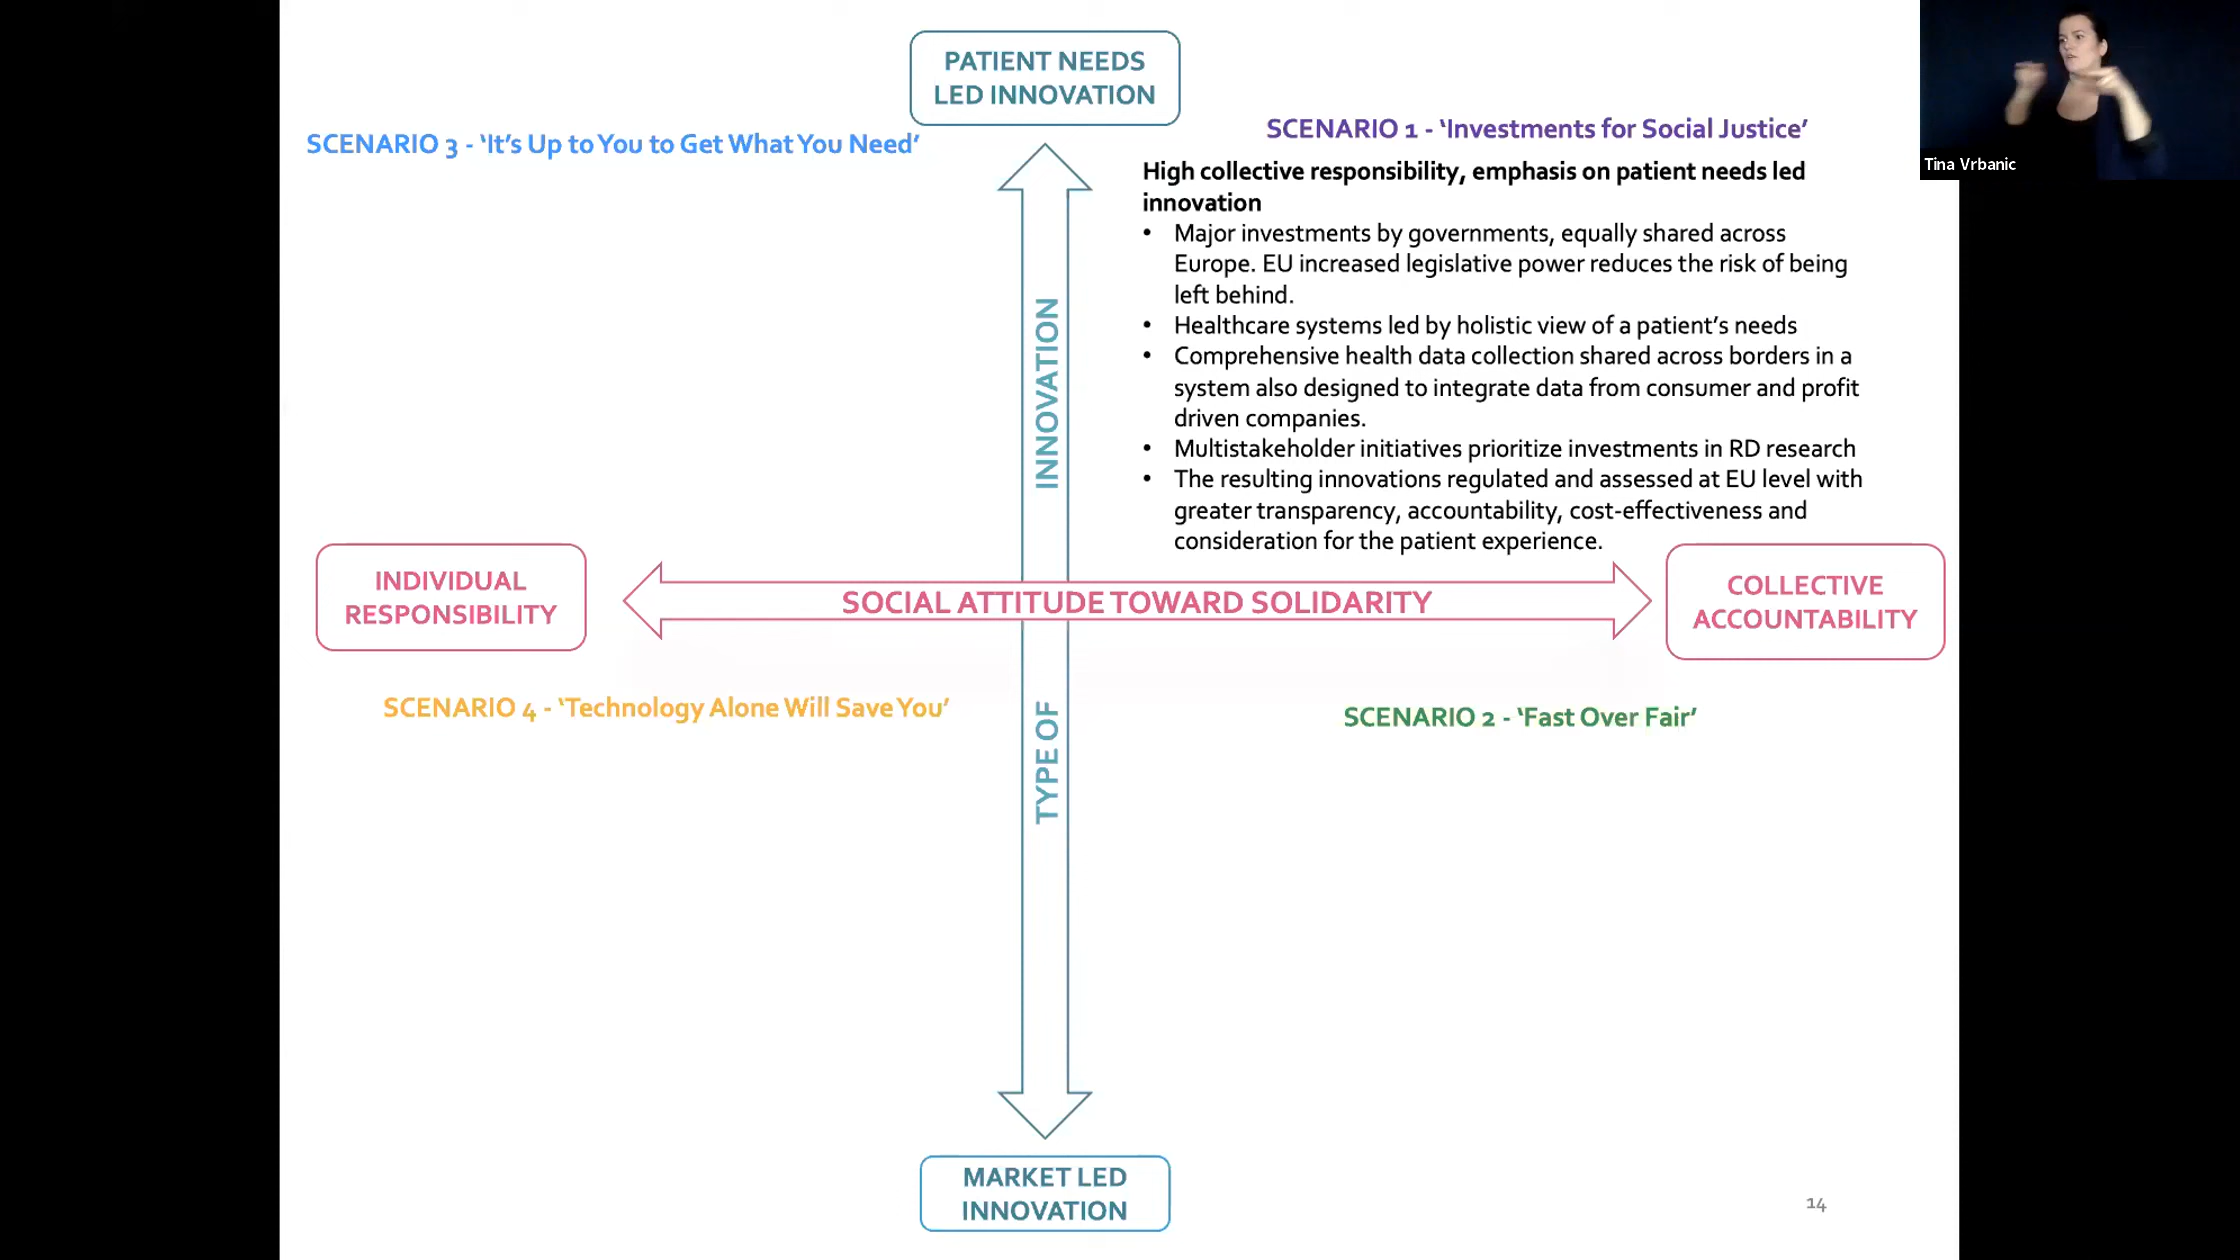 PATIENT NEEDS
LED INNOVATION
SCENARIO 3 - ‘It’s Up to You to Get What You Need’
SCENARIO 1 - ‘Investments for Social Justice’
Tina Vrbanic
High collective responsibility, emphasis on patient needs led
innovation
• Major investments by governments, equally shared across
Europe. EU increased legislative power reduces the risk of being
left behind.
• Healthcare systems led by holistic view of a patient’s needs
• Comprehensive health data collection shared across borders in a
system also designed to integrate data from consumer and profit
driven companies.
• Multistakeholder initiatives prioritize investments in RD research
• The resulting innovations regulated and assessed at EU level with
greater transparency, accountability, cost-effectiveness and
consideration for the patient experience.
INNOVATION
INDIVIDUAL
RESPONSIBILITY
SOCIAL ATTITUDE TOWARD SOLIDARITY
COLLECTIVE
ACCOUNTABILITY
SCENARIO 4 - ‘Technology Alone Will Save You’
TYPE OF
SCENARIO 2 - ‘Fast Over Fair’
MARKET LED
INNOVATION
14